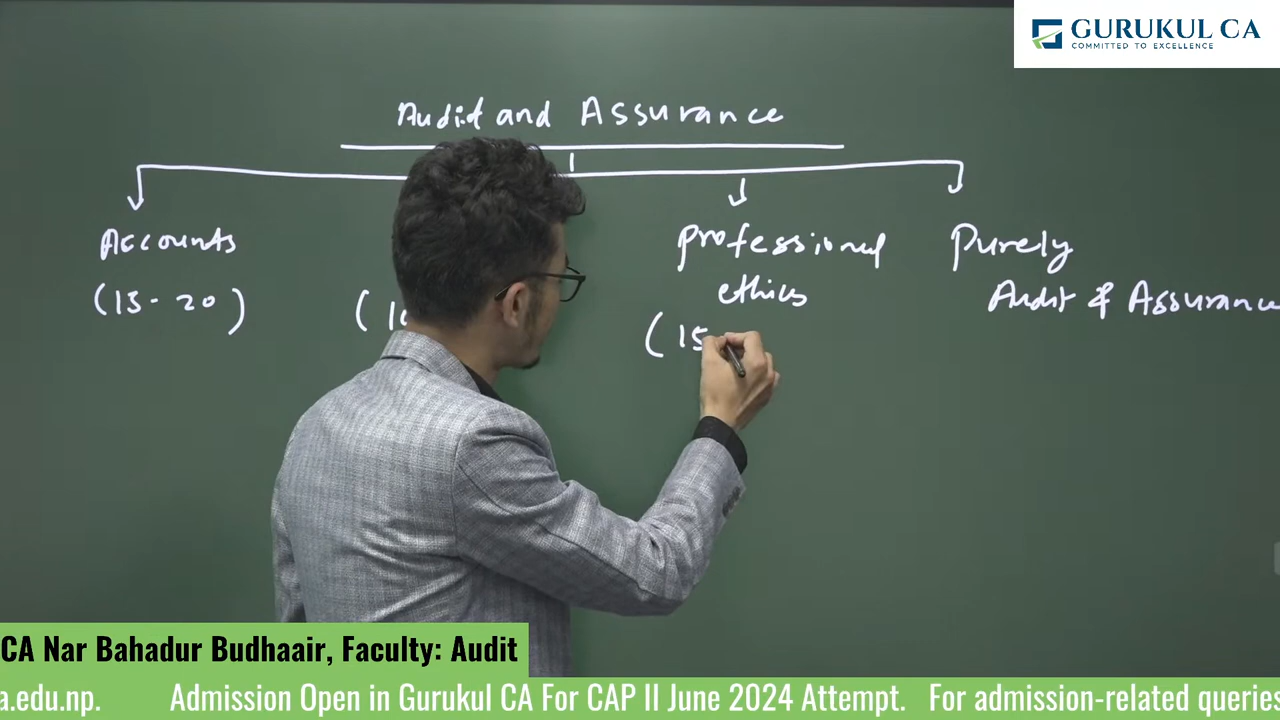 GURUKUL CA
COMMITTED TO EXCELLENCE
Audit and Assurance
Accounts
(15-20)
(1
Professional
ethics
(15
Purely
Audit & Assurance
CA Nar Bahadur Budhaair, Faculty: Audit
a.edu.np. Admission Open in Gurukul CA For CAP II June 2024 Attempt. For admission-related queries